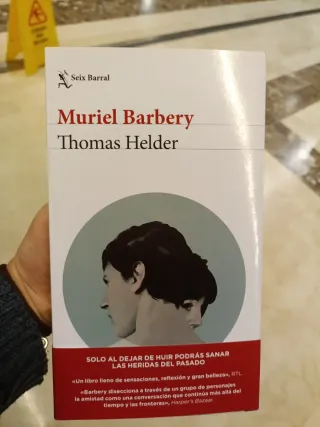 Seix Barral
Muriel Barbery
Thomas Helder
SOLO AL DEJAR DE HUIR PODRÁS SANAR
LAS HERIDAS DEL PASADO
«Un libro lleno de sensaciones, reflexión y gran belleza», RTL
«Barbery disecciona a través de un grupo de personajes
la amistad como una conversación que continúa más allá del
tiempo y las fronteras», Harper's Bazaar